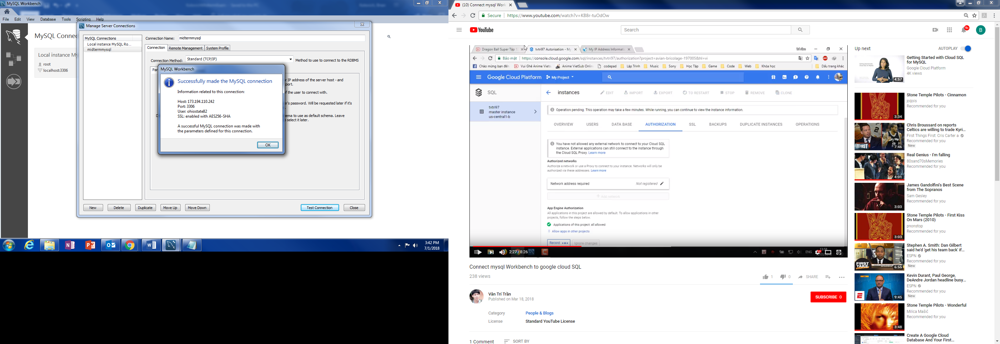 MySQL Workbench
File Edit View Database Tools Scripting Help
MySQL Connec
Local instance My
root
localhost:3306
Manage Server Connections
MySQL Connections
Local instance MySQL Ro...
midtermmysql
Connection Name: midtermmysql
Connection Remote Management System Profile
Connection Method: Standard (TCP/IP) Method to use to connect to the RDBMS
Par
r IP address of the server host - and
port.
f the user to connect with.
er's password. Will be requested later if it's
D
ema to use as default schema. Leave
o select it later.
MySQL Workbench
Successfully made the MySQL connection
Information related to this connection:
Host: 173.194.110.242
Port: 3306
User: ohiostate82
SSL: enabled with AES256-SHA
A successful MySQL connection was made with
the parameters defined for this connection.
OK
New Delete Duplicate Move Up Move Down Test Connection Close
3:42 PM
7/1/2018
(10) Connect mysql Work
Secure https://www.youtube.com/watch?v=KB8r-tuOdOw
YouTube
Search
9+
B
Dragon Ball Super Tập 1 tvtri97 Autorisation - My My IP Address Informatic
Bảo mật https://console.cloud.google.com/sql/instances/tvtri97/authorization?project=avian-bricolage-197005&hl=vi
Chào mừng bạn đến Vui Ghê Anime Viets Anime VietSub Onlin codepad Lập Trình Music Sony Học Tập Game Code Web Khóa học Dấu trang khác
Google Cloud Platform My Project
SQL
instances EDIT IMPORT EXPORT TO RESTART STOP REMOVE CLONE
tvtri97
master instance
us-central1-b
Operation pending. This operation may take a few minutes. While running, you can continue to view the instance information.
OVERVIEW USERS DATA BASE AUTHORIZATION SSL BACKUPS DUPLICATE INSTANCES OPERATIONS
You have not allowed any external network to connect to your Cloud SQL
instance. External applications can still connect to the instance through
the Cloud SQL Proxy. Learn more
Authorized networks
Authorize a network or use a Proxy to connect to your instance. Networks will only be
authorized via these addresses. Learn more
Network address required Not registered
+ Add network
App Engine Authorization
All applications in this project are allowed by default. To allow applications in other
projects, follow the steps below.
Applications of this project: all allowed
Allow apps in other projects
Record Ignore changes
2:27 / 8:26
ENG
13:58
Connect mysql Workbench to google cloud SQL
238 views
1 0 SHARE
Văn Trí Trần
Published on Mar 18, 2018
SUBSCRIBE 0
Category People & Blogs
License Standard YouTube License
1 Comment SORT BY
Up next AUTOPLAY
Getting Started with Cloud SQL
for MySQL
Google Cloud Platform
4K views
4:57
Stone Temple Pilots - Cinnamon
joijois
Recommended for you
3:34
Chris Broussard on reports
Celtics are willing to trade Kyri...
First Things First: Cris Carter a
Recommended for you
New
7:46
Real Genius - I'm falling
80sand70sMemories
Recommended for you
4:01
James Gandolfini's Best Scene
from The Sopranos
Sam Gesley
Recommended for you
3:03
Stone Temple Pilots - First Kiss
On Mars (2010)
pnonstop
Recommended for you
3:03
Stephen A. Smith: Dan Gilbert
said he'd 'get his team back' if...
ESPN
Recommended for you
New
FIRST
TAKE
6:55
Kevin Durant, Paul George,
DeAndre Jordan headline busy...
ESPN
Recommended for you
New
9:45
Stone Temple Pilots - Wonderful
Milica Mašić
Recommended for you
3:48
Create A Google Cloud
Database And Your First...